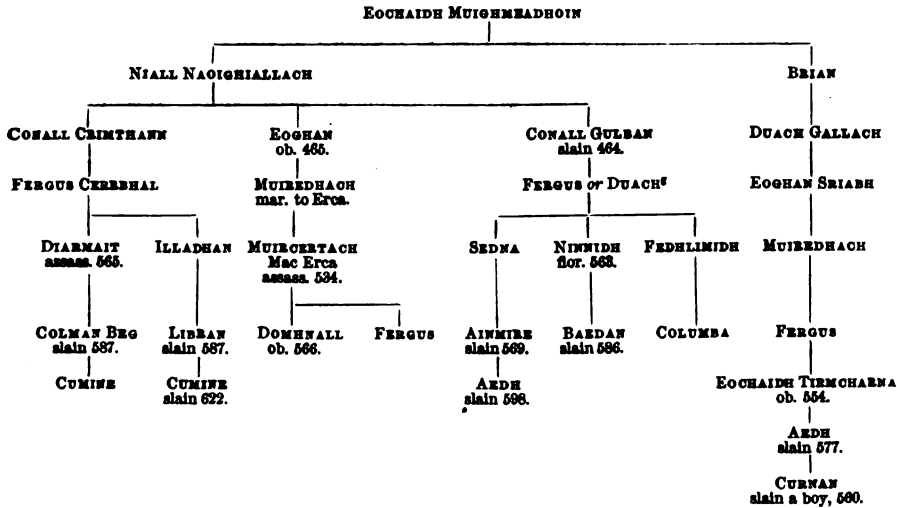 EOCHAIDH MUIGHMEADHOIN
NIALL NAOIGHIALLACH BRIAN
CONALL CRIMTHANN EOGHAN CONALL GULBAN DUACH GALLACH
ob. 465. slain 464.
FERGUS CERRBHAL MUIREDHACH FERGUS or DUACHᵍ EOGHAN SRIABH
mar. to Erca.
DIARMAIT ILLADHAN MUIRCERTACH SEDNA NINNIDH FEDHLIMIDH MUIREDHACH
assass. 565. Mac Erca flor. 563.
assass. 534.
COLMAN BEG LIBRAN DOMHNALL FERGUS AINMIRE BAEDAN COLUMBA FERGUS
slain 587. slain 587. ob. 566. slain 569. slain 586.
CUMINE CUMINE AEDH EOCHAIDH TIRMCHARNA
slain 622. slain 598. ob. 554.
AEDH
slain 577.
CURNAN
slain a boy, 560.